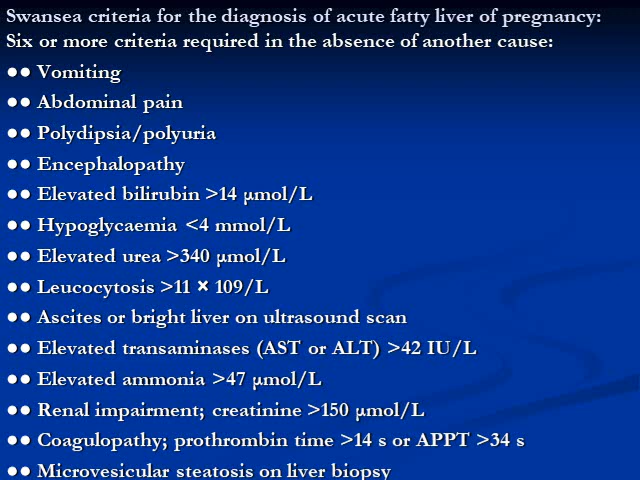 Swansea criteria for the diagnosis of acute fatty liver of pregnancy:
Six or more criteria required in the absence of another cause:
●● Vomiting
●● Abdominal pain
●● Polydipsia/polyuria
●● Encephalopathy
●● Elevated bilirubin >14 μmol/L
●● Hypoglycaemia <4 mmol/L
●● Elevated urea >340 μmol/L
●● Leucocytosis >11 × 109/L
●● Ascites or bright liver on ultrasound scan
●● Elevated transaminases (AST or ALT) >42 IU/L
●● Elevated ammonia >47 μmol/L
●● Renal impairment; creatinine >150 μmol/L
●● Coagulopathy; prothrombin time >14 s or APPT >34 s
●● Microvesicular steatosis on liver biopsy